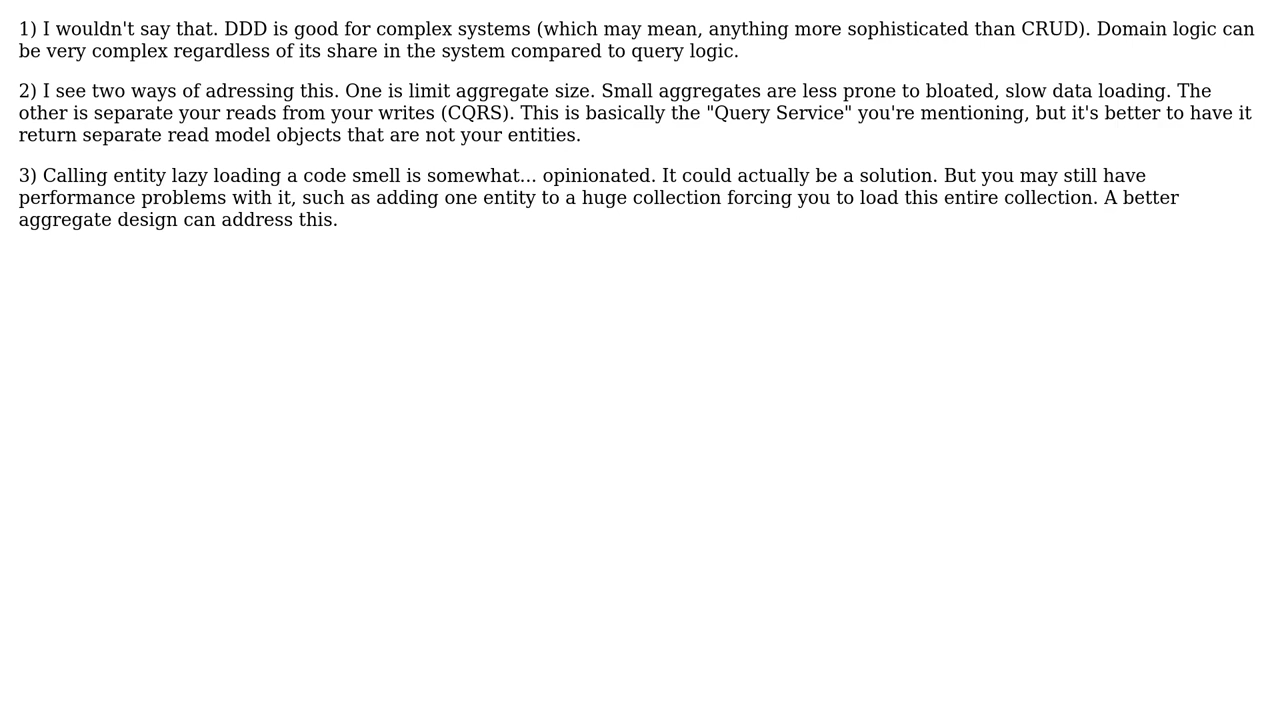 1) I wouldn't say that. DDD is good for complex systems (which may mean, anything more sophisticated than CRUD). Domain logic can
be very complex regardless of its share in the system compared to query logic.
2) I see two ways of adressing this. One is limit aggregate size. Small aggregates are less prone to bloated, slow data loading. The
other is separate your reads from your writes (CQRS). This is basically the "Query Service" you're mentioning, but it's better to have it
return separate read model objects that are not your entities.
3) Calling entity lazy loading a code smell is somewhat... opinionated. It could actually be a solution. But you may still have
performance problems with it, such as adding one entity to a huge collection forcing you to load this entire collection. A better
aggregate design can address this.